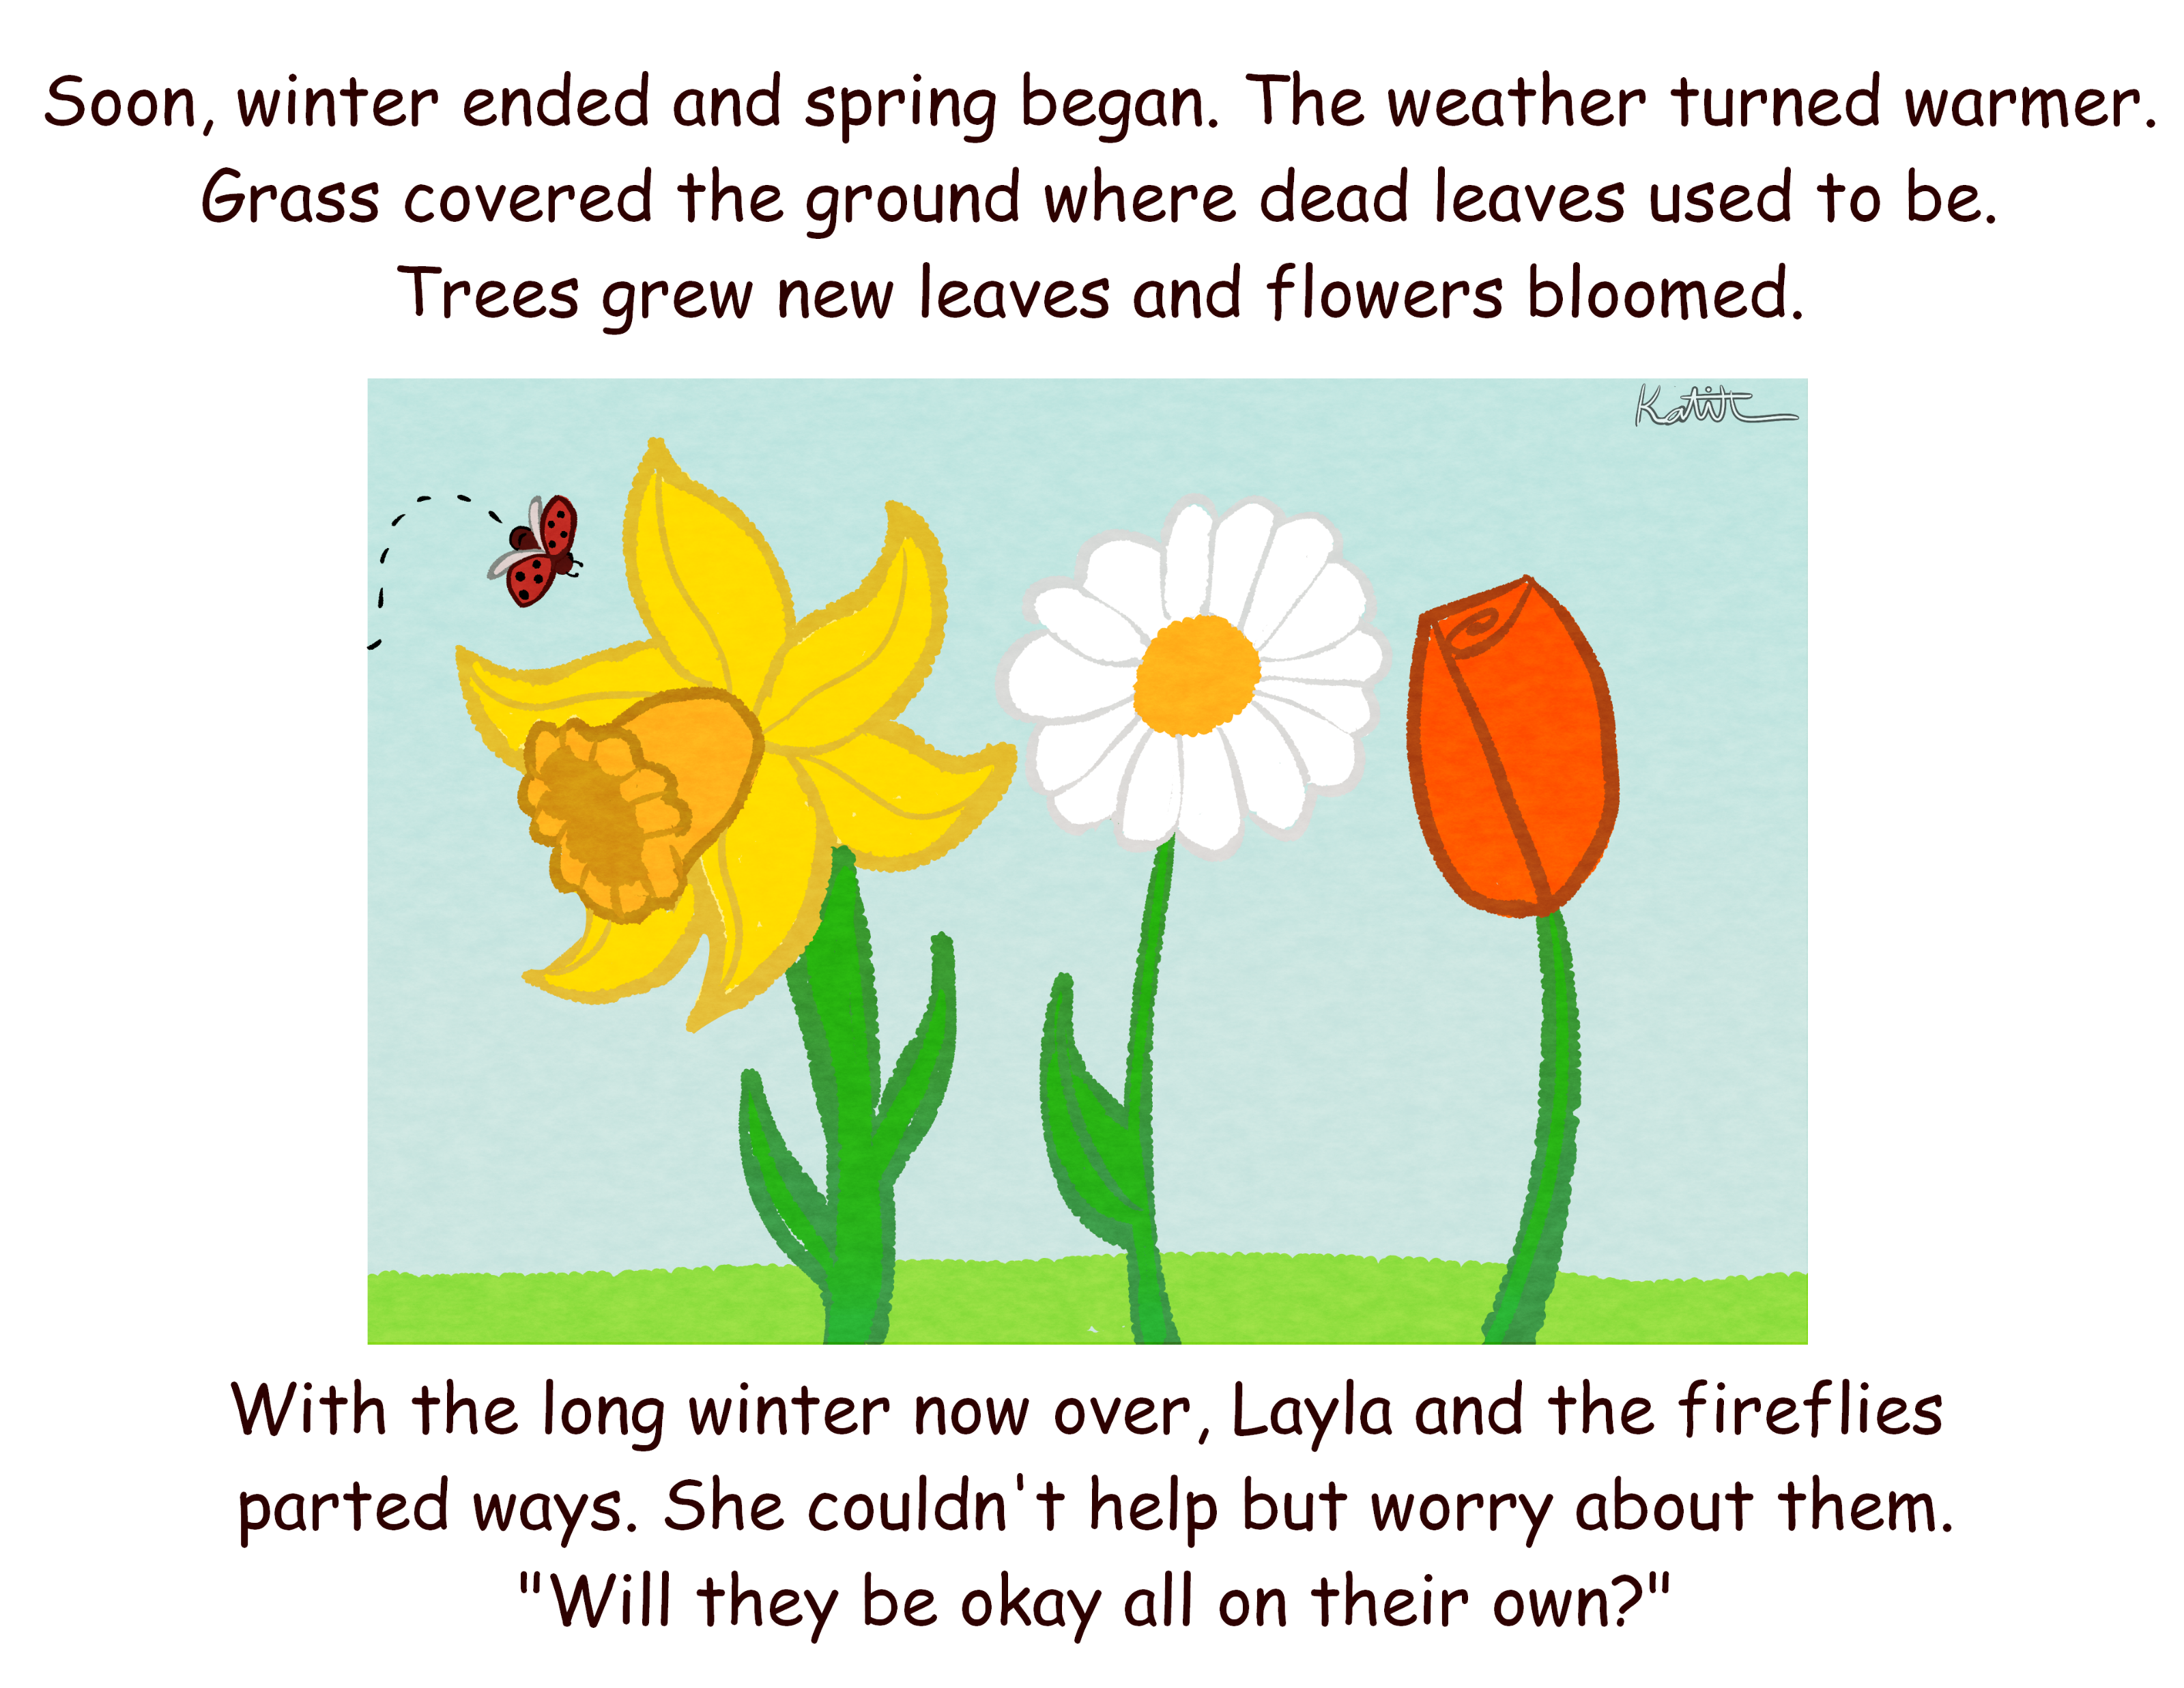 Soon, winter ended and spring began. The weather turned warmer.
Grass covered the ground where dead leaves used to be.
Trees grew new leaves and flowers bloomed.
With the long winter now over, Layla and the fireflies
parted ways. She couldn't help but worry about them.
"Will they be okay all on their own?"